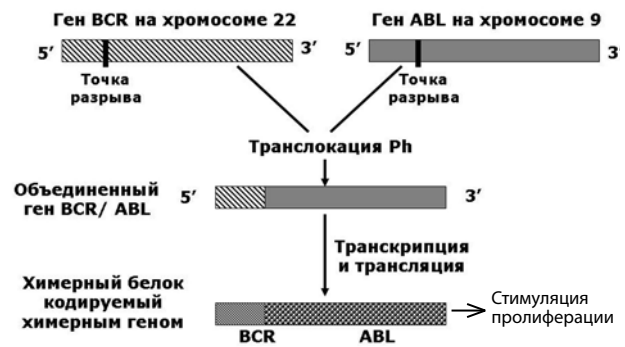 Ген BCR на хромосоме 22
Ген ABL на хромосоме 9
5′
3′
5′
3′
Точка
разрыва
Точка
разрыва
Транслокация Ph
Объединенный
ген BCR/ ABL
5′
3′
Транскрипция
и трансляция
Химерный белок
кодируемый
химерным геном
Стимуляция
пролиферации
BCR
ABL